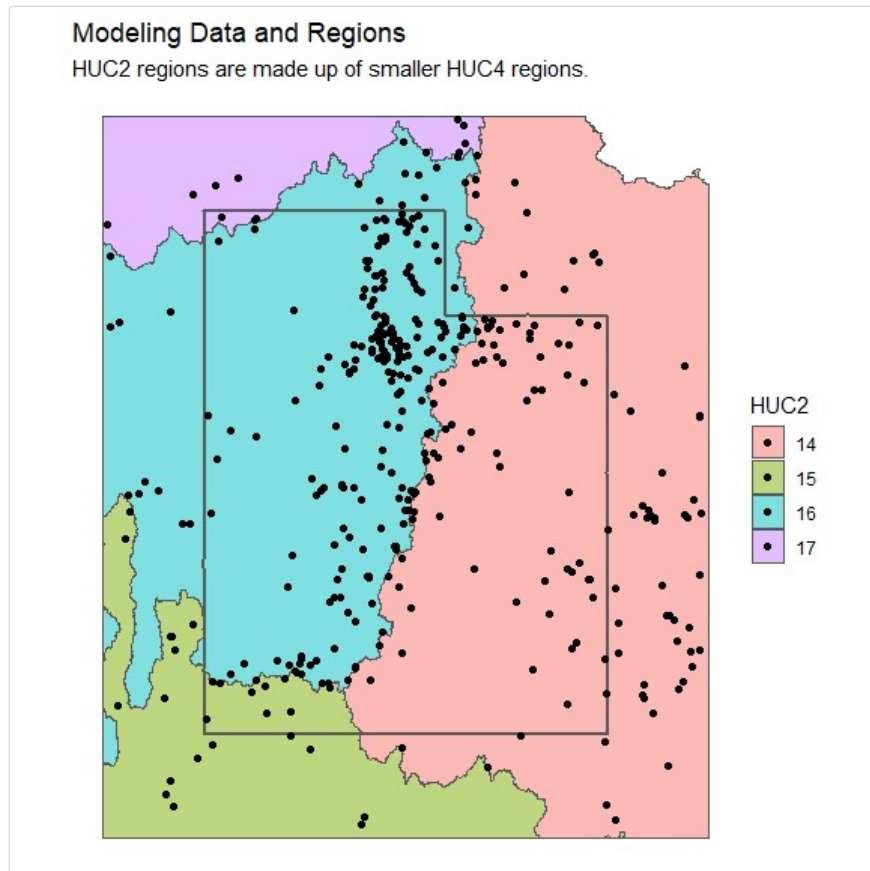 Modeling Data and Regions
HUC2 regions are made up of smaller HUC4 regions.
HUC2
14
15
16
17